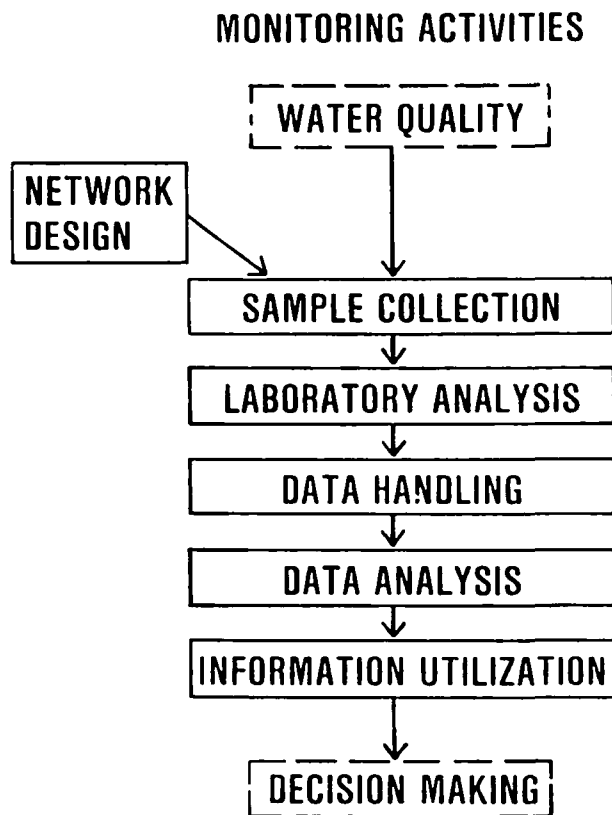 MONITORING ACTIVITIES
WATER QUALITY
NETWORK
DESIGN
SAMPLE COLLECTION
LABORATORY ANALYSIS
DATA HANDLING
DATA ANALYSIS
INFORMATION UTILIZATION
DECISION MAKING